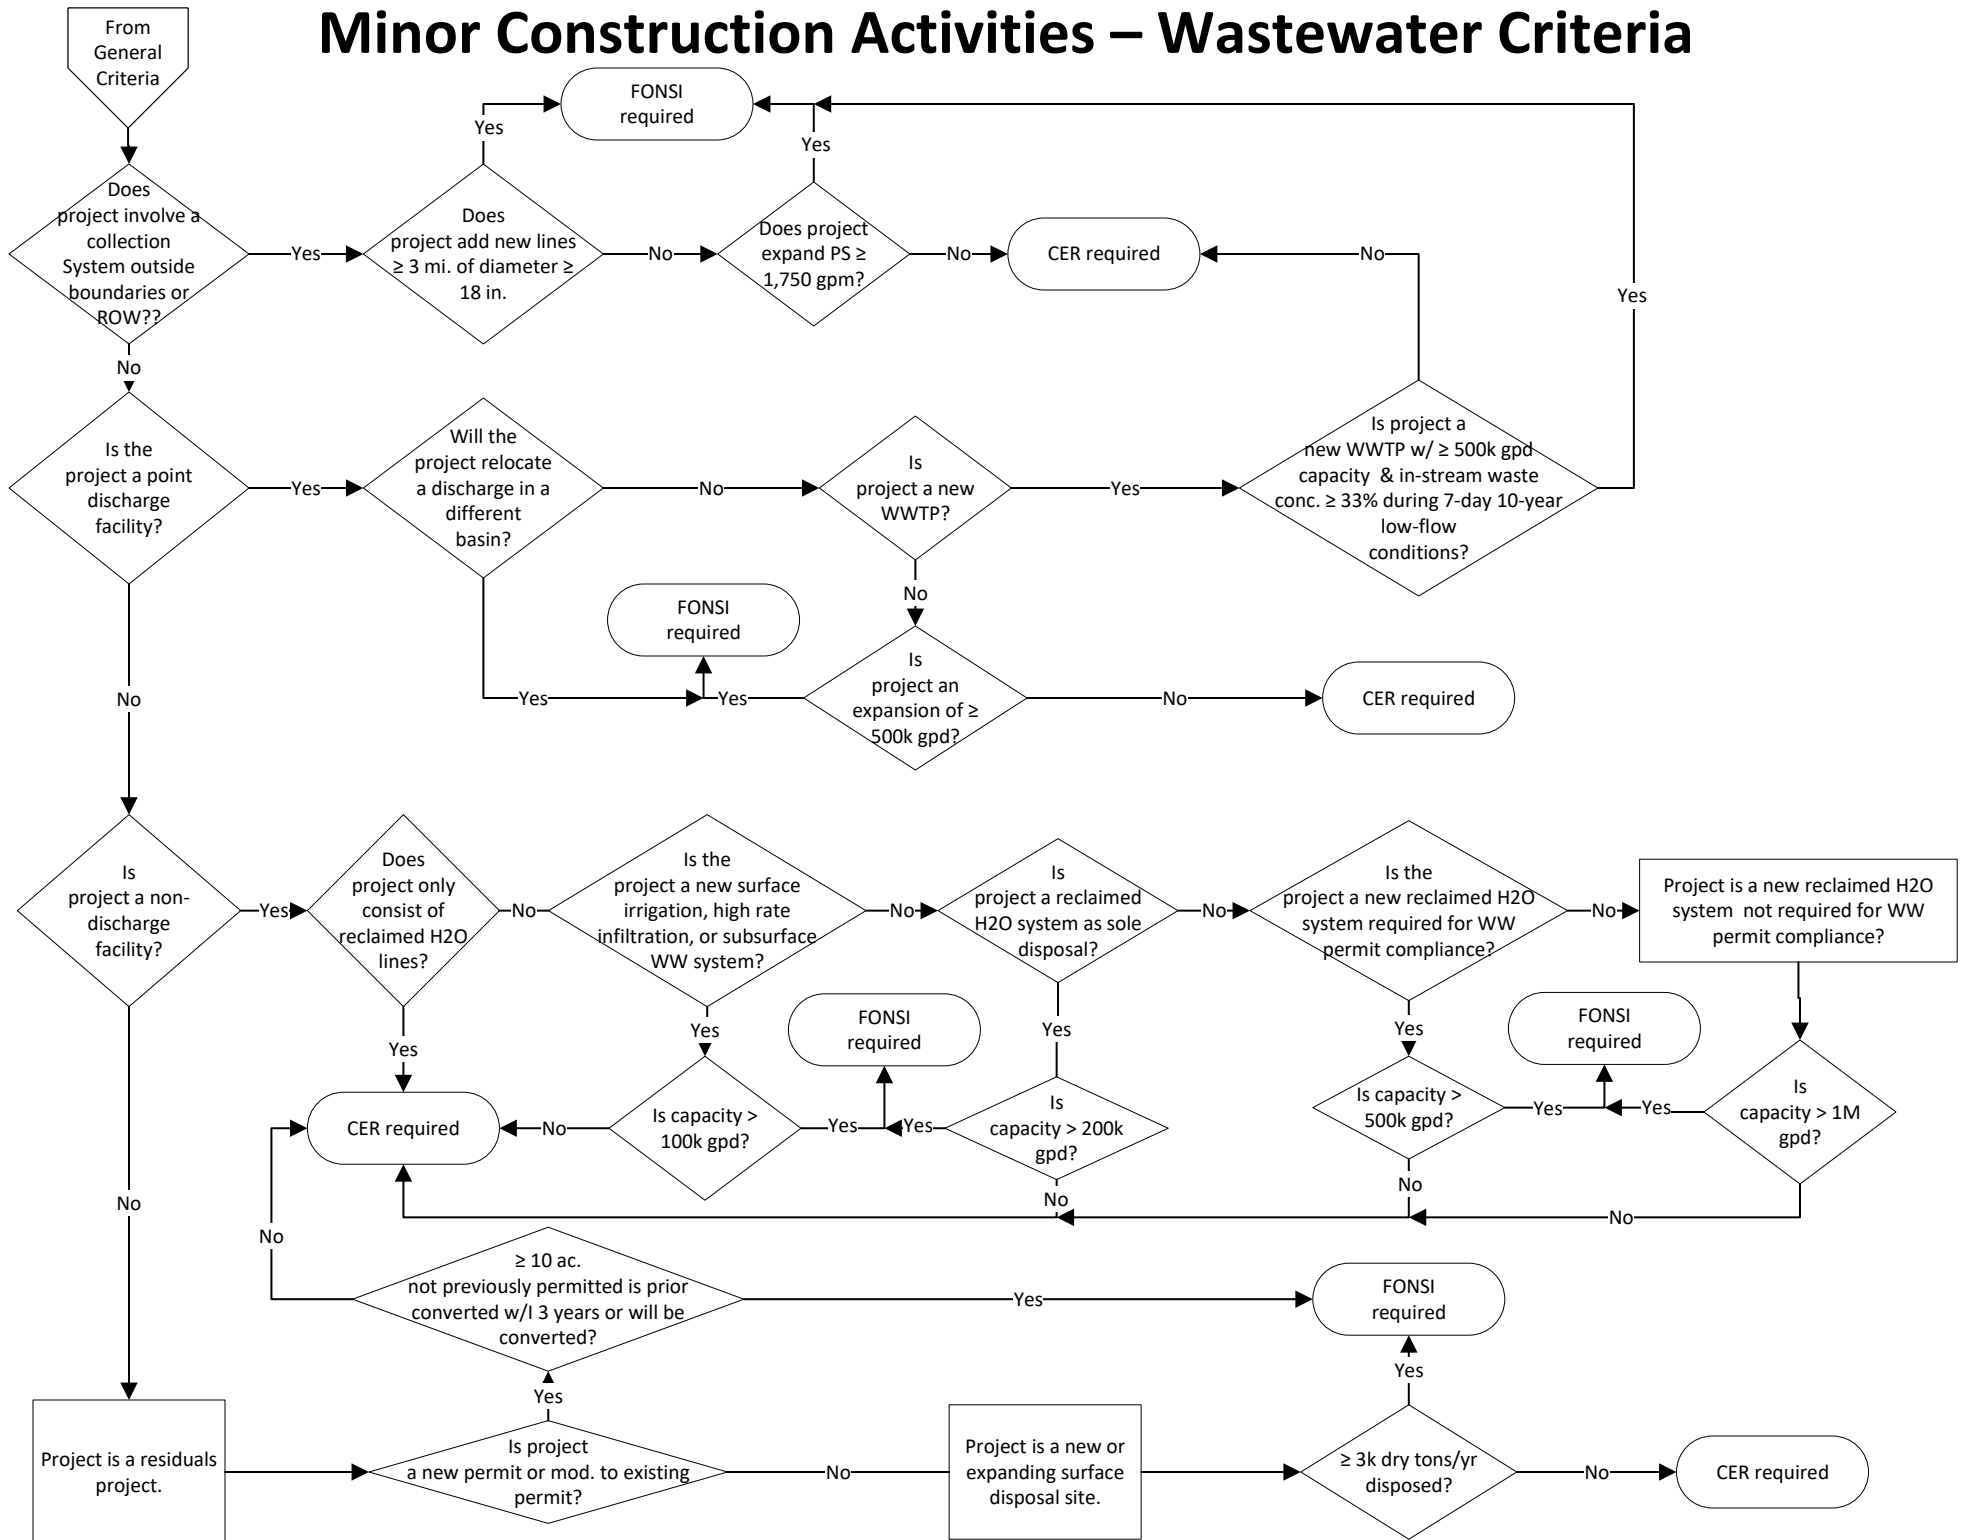 Minor Construction Activities – Wastewater Criteria
From
General
Criteria
FONSI
required
Yes
Yes
Does
project involve a
collection
System outside
boundaries or
ROW??
Yes
Does
project add new lines
≥ 3 mi. of diameter ≥
18 in.
No
Does project
expand PS ≥
1,750 gpm?
No
CER required
No
Yes
No
Is the
project a point
discharge
facility?
Yes
Will the
project relocate
a discharge in a
different
basin?
No
Is
project a new
WWTP?
Yes
Is project a
new WWTP w/ ≥ 500k gpd
capacity & in-stream waste
conc. ≥ 33% during 7-day 10-year
low-flow
conditions?
No
FONSI
required
Yes
Yes
Is
project an
expansion of ≥
500k gpd?
No
CER required
No
Is
project a non-
discharge
facility?
Yes
Does
project only
consist of
reclaimed H2O
lines?
No
Is the
project a new surface
irrigation, high rate
infiltration, or subsurface
WW system?
No
Is
project a reclaimed
H2O system as sole
disposal?
No
Is the
project a new reclaimed H2O
system required for WW
permit compliance?
No
Project is a new reclaimed H2O
system not required for WW
permit compliance?
Yes
Yes
FONSI
required
Yes
Yes
FONSI
required
CER required
No
Is capacity >
100k gpd?
Yes
Yes
Is
capacity > 200k
gpd?
Is capacity >
500k gpd?
Yes
Yes
Is
capacity > 1M
gpd?
No
No
No
No
No
≥ 10 ac.
not previously permitted is prior
converted w/I 3 years or will be
converted?
Yes
FONSI
required
Yes
Yes
Project is a residuals
project.
Is project
a new permit or mod. to existing
permit?
No
Project is a new or
expanding surface
disposal site.
≥ 3k dry tons/yr
disposed?
No
CER required